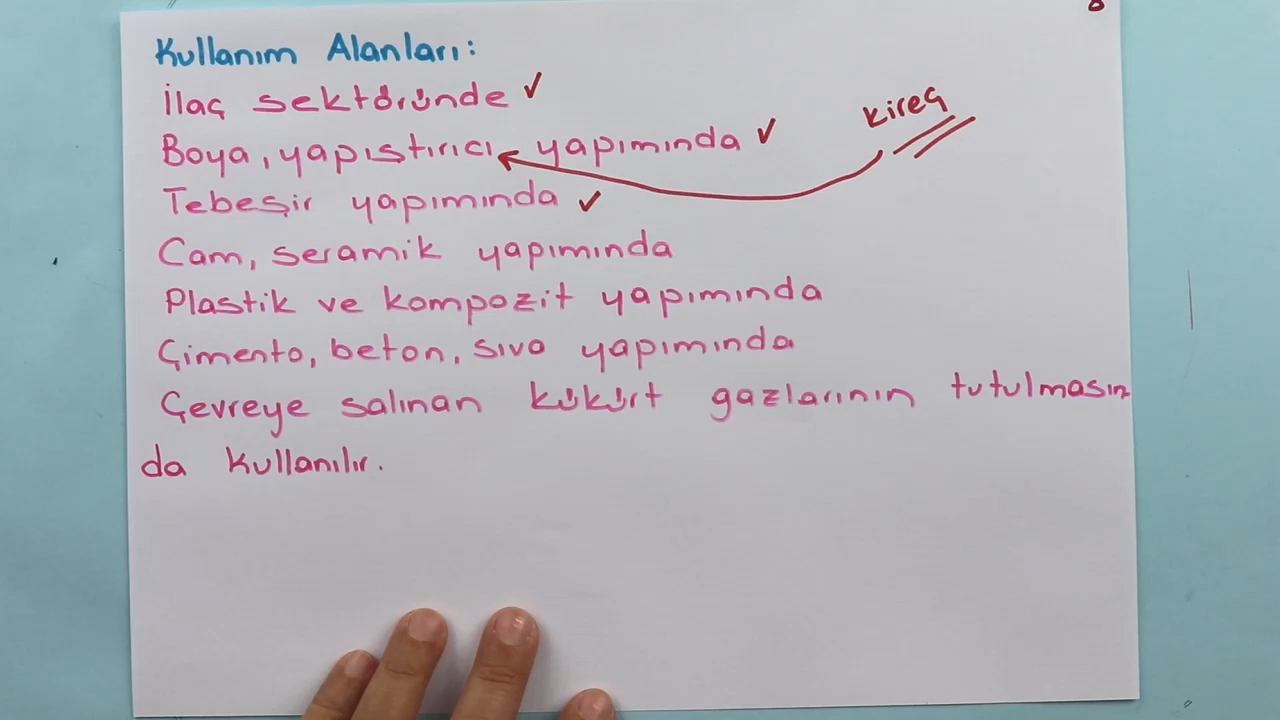 Kullanım Alanları:
İlaç sektöründe ✓
Kireç
Boya, yapıştırıcı yapımında ✓
Tebeşir yapımında ✓
Cam, seramik yapımında
Plastik ve kompozit yapımında
Çimento, beton, sıva yapımında
Çevreye salınan kükürt gazlarının tutulmasın
da kullanılır.